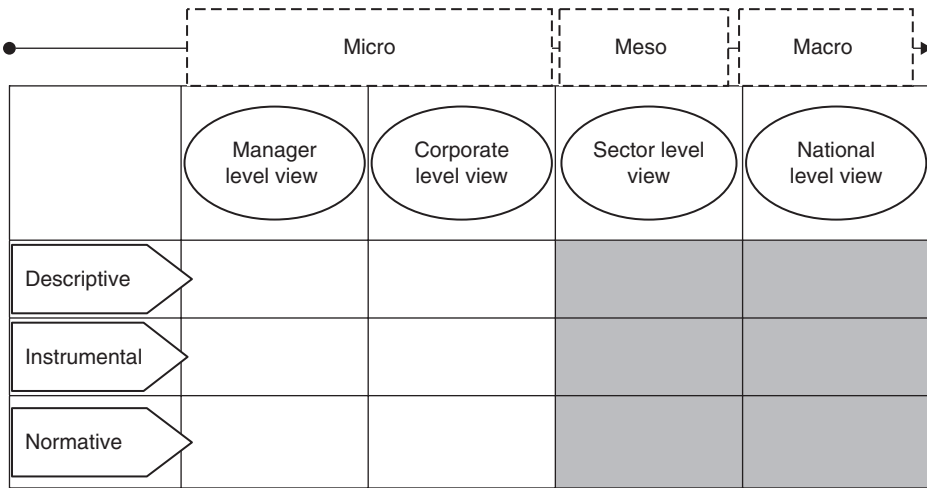 Micro
Meso
Macro
Manager
level view
Corporate
level view
Sector level
view
National
level view
Descriptive
Instrumental
Normative